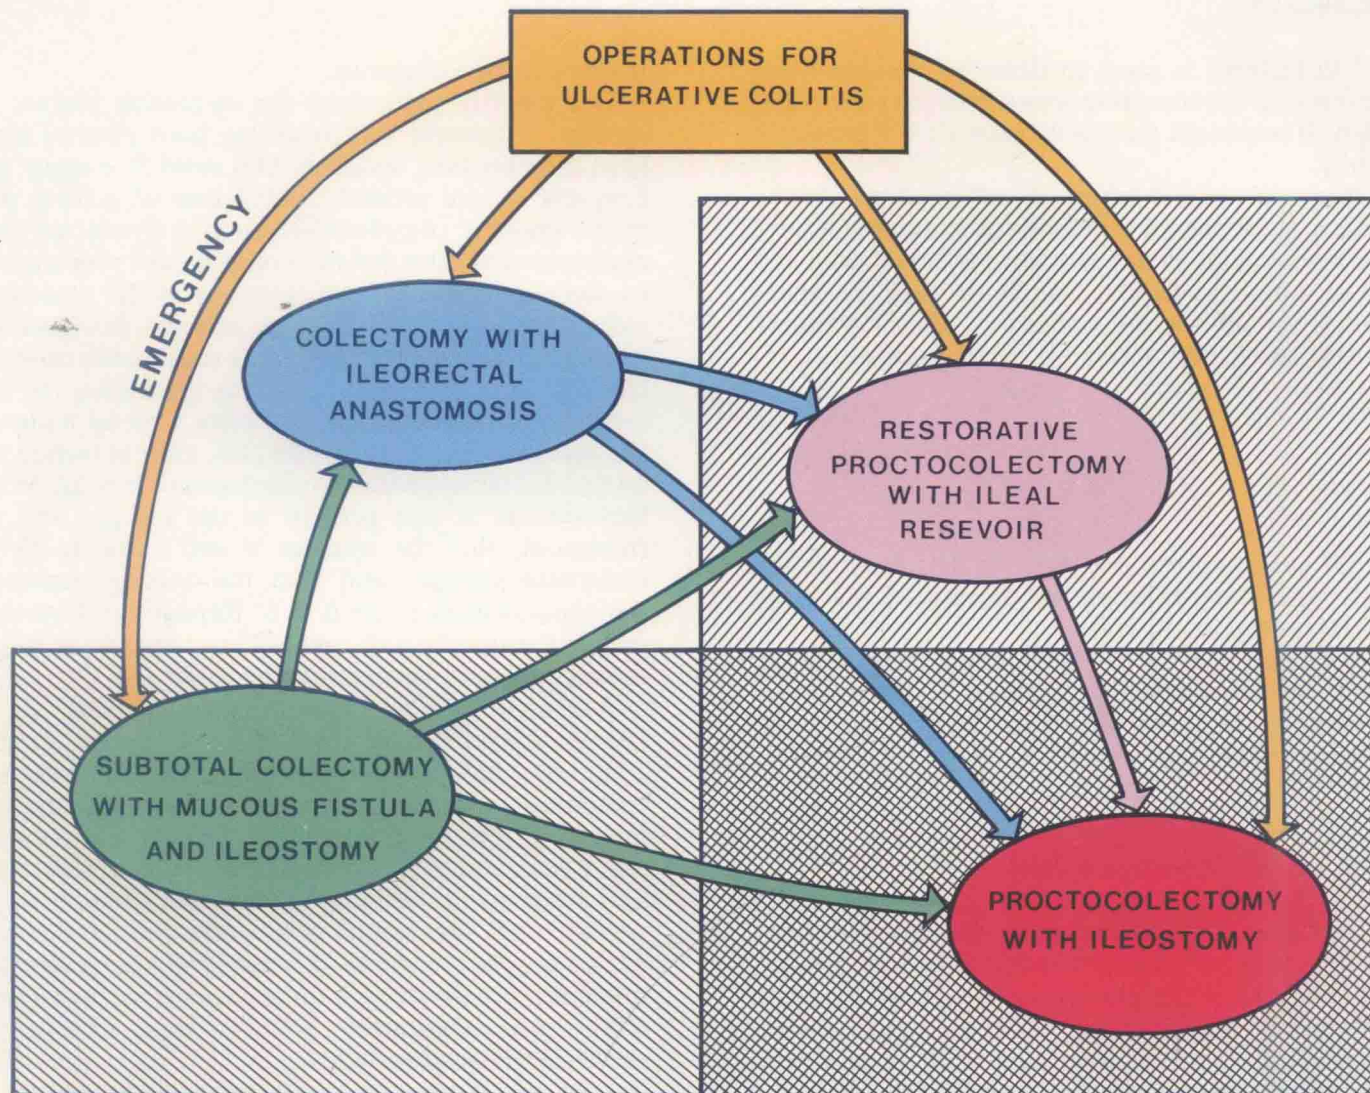 OPERATIONS FOR
ULCERATIVE COLITIS
EMERGENCY
COLECTOMY WITH
ILEORECTAL
ANASTOMOSIS
RESTORATIVE
PROCTOCOLECTOMY
WITH ILEAL
RESEVOIR
SUBTOTAL COLECTOMY
WITH MUCOUS FISTULA
AND ILEOSTOMY
PROCTOCOLECTOMY
WITH ILEOSTOMY